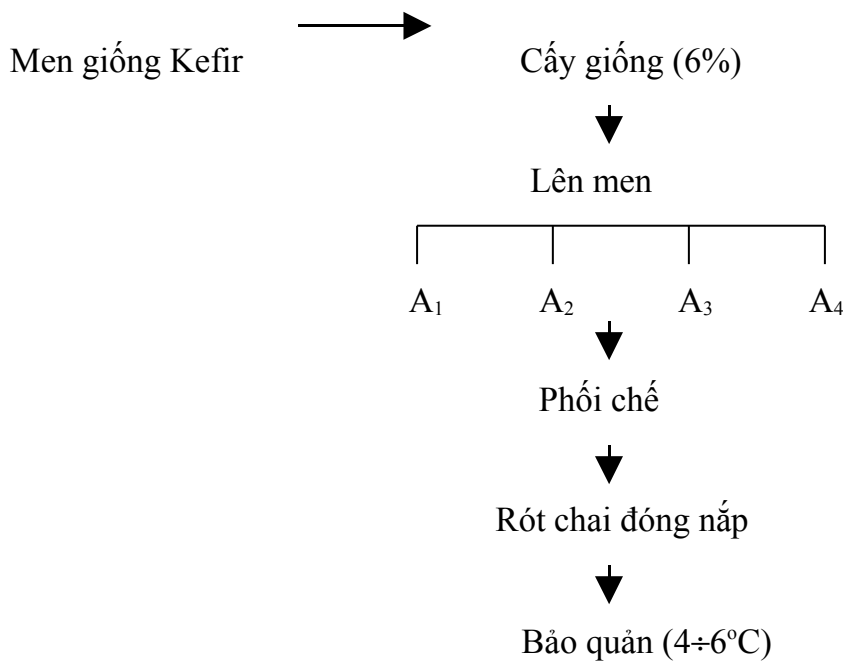 Men giống Kefir Cấy giống (6%)
Lên men
A₁ A₂ A₃ A₄
Phối chế
Rót chai đóng nắp
Bảo quản (4÷6ºC)